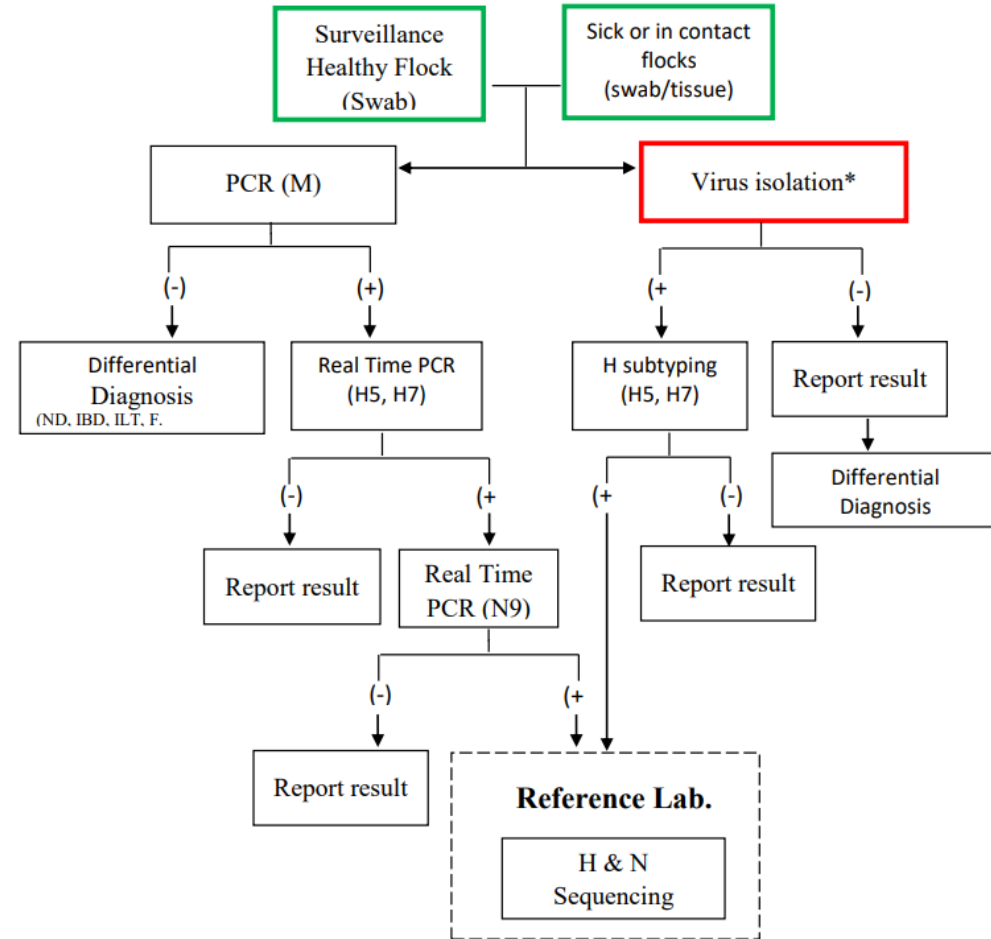 Surveillance
Healthy Flock
(Swab)
Sick or in contact
flocks
(swab/tissue)
PCR (M)
Virus isolation*
(-)
(+)
(+
(-)
Differential
Diagnosis
(ND, IBD, ILT, F.
Real Time PCR
(H5, H7)
H subtyping
(H5, H7)
Report result
Differential
Diagnosis
(-)
(+
(+
(-)
Report result
Real Time
PCR (N9)
Report result
(-)
(+
Report result
Reference Lab.
H & N
Sequencing